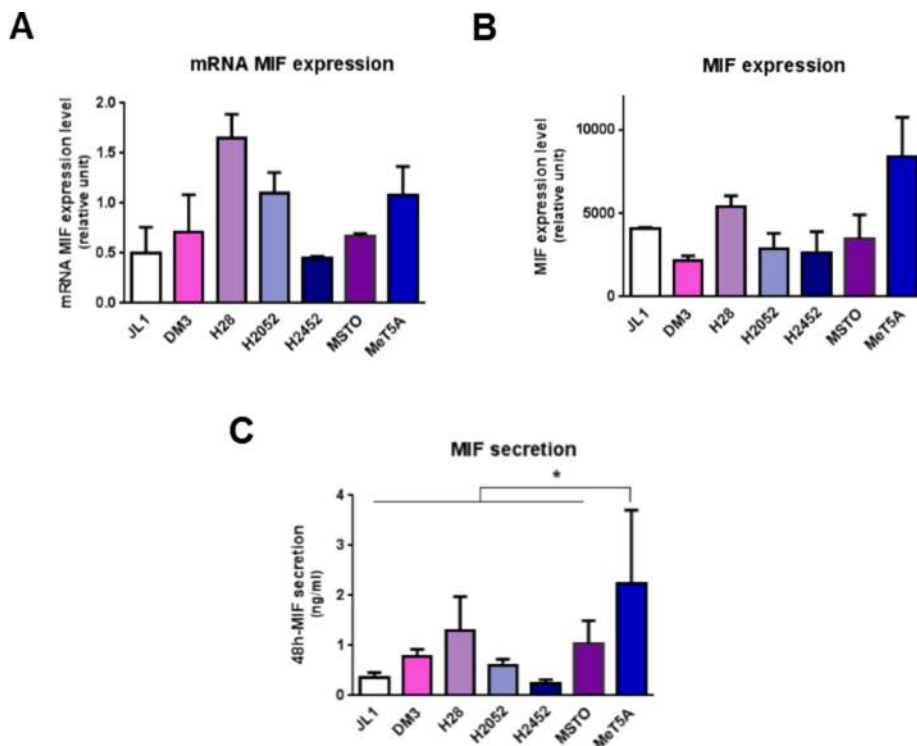 A
mRNA MIF expression
mRNA MIF expression level
(relative unit)
2.0
1.5
1.0
0.5
0.0
JL1
DM3
H28
H2052
H2452
MSTO
MeT5A
B
MIF expression
MIF expression level
(relative unit)
10000
5000
0
JL1
DM3
H28
H2052
H2452
MSTO
MeT5A
C
MIF secretion
*
48h-MIF secretion
(ng/ml)
4
3
2
1
0
JL1
DM3
H28
H2052
H2452
MSTO
MeT5A